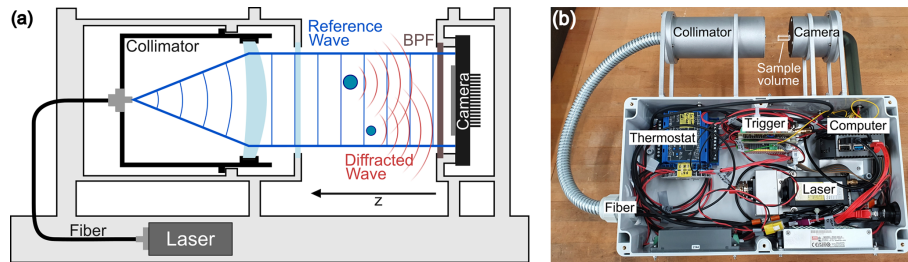 (a)
Reference
Wave
BPF
Collimator
Camera
Diffracted
Wave
z
Fiber
Laser
(b)
Collimator
Camera
Sample
volume
Trigger
Computer
Thermostat
Laser
Fiber